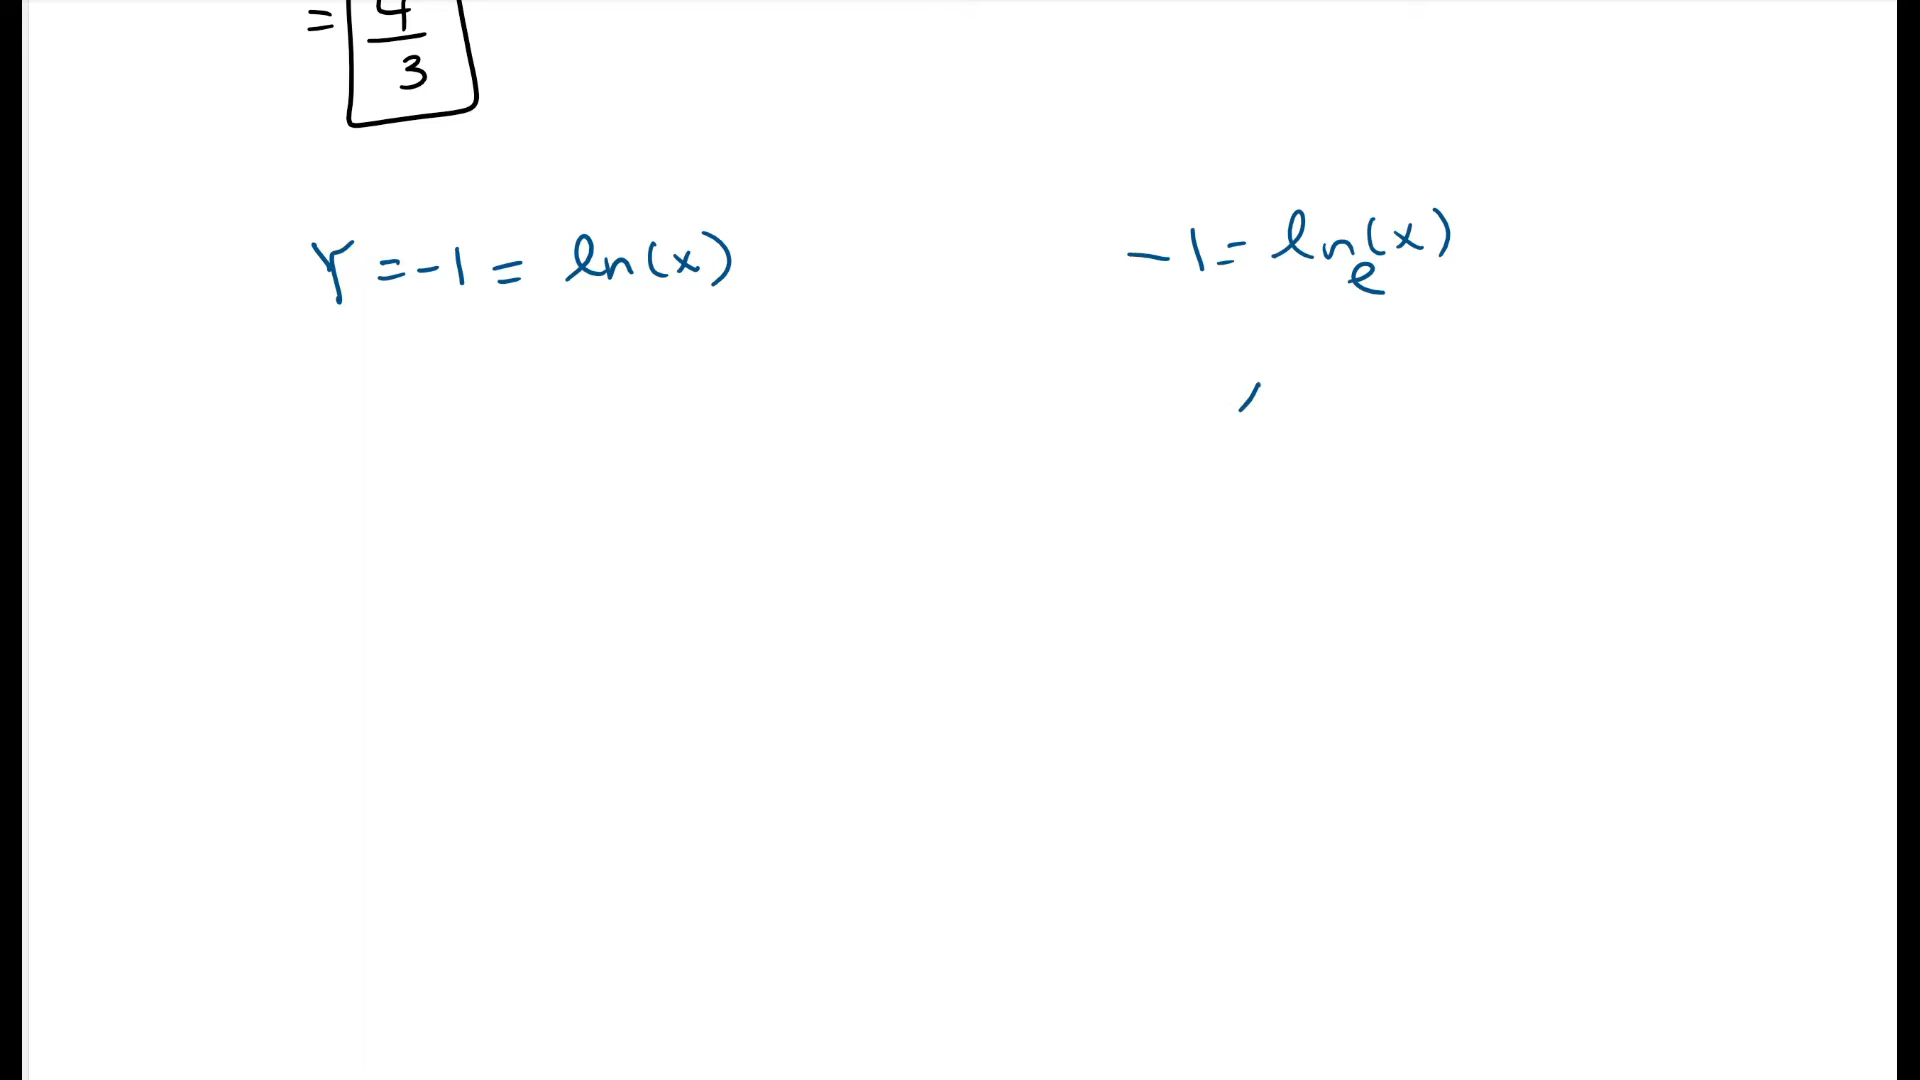 = 4/3
Y = -1 = ln(x)
-1 = ln_e(x)